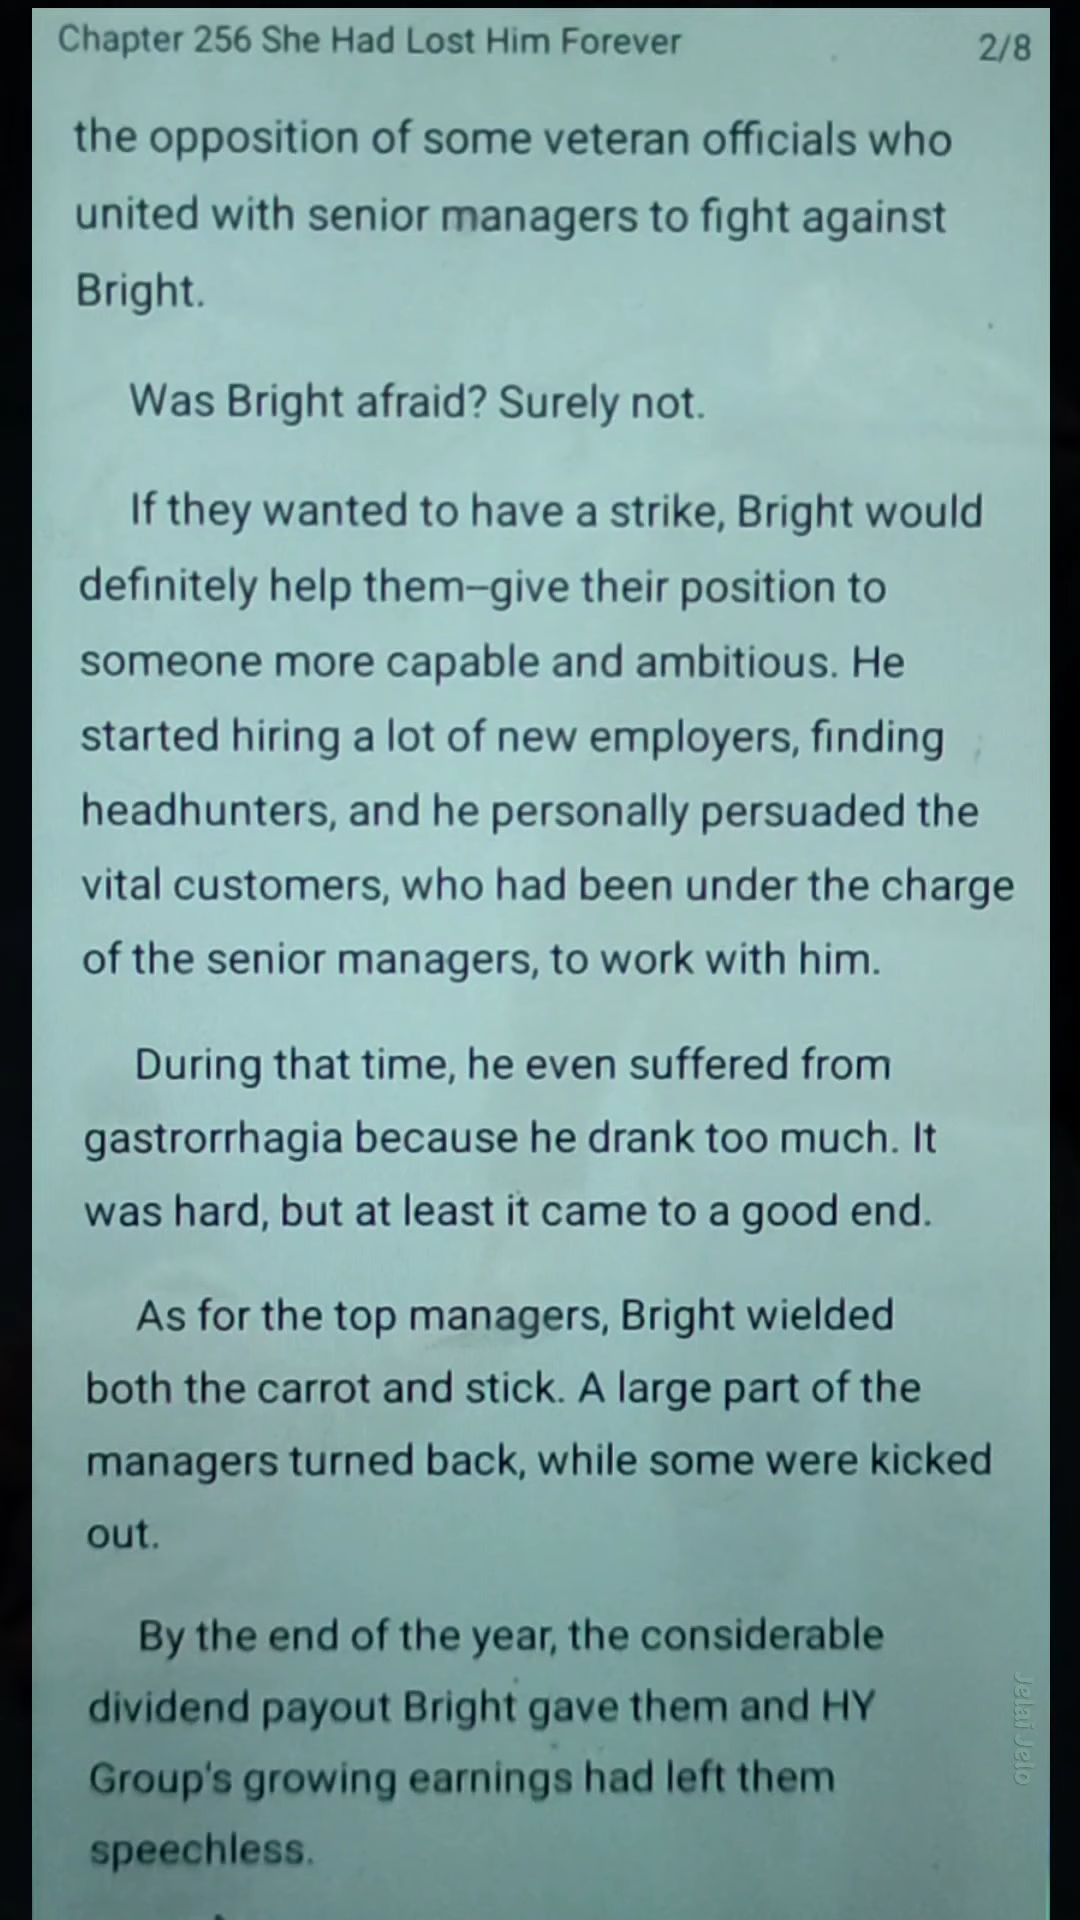 Chapter 256 She Had Lost Him Forever
2/8
the opposition of some veteran officials who
united with senior managers to fight against
Bright.
Was Bright afraid? Surely not.
If they wanted to have a strike, Bright would
definitely help them–give their position to
someone more capable and ambitious. He
started hiring a lot of new employers, finding
headhunters, and he personally persuaded the
vital customers, who had been under the charge
of the senior managers, to work with him.
During that time, he even suffered from
gastrorrhagia because he drank too much. It
was hard, but at least it came to a good end.
As for the top managers, Bright wielded
both the carrot and stick. A large part of the
managers turned back, while some were kicked
out.
By the end of the year, the considerable
dividend payout Bright gave them and HY
Group's growing earnings had left them
speechless.
Jelai Jelo